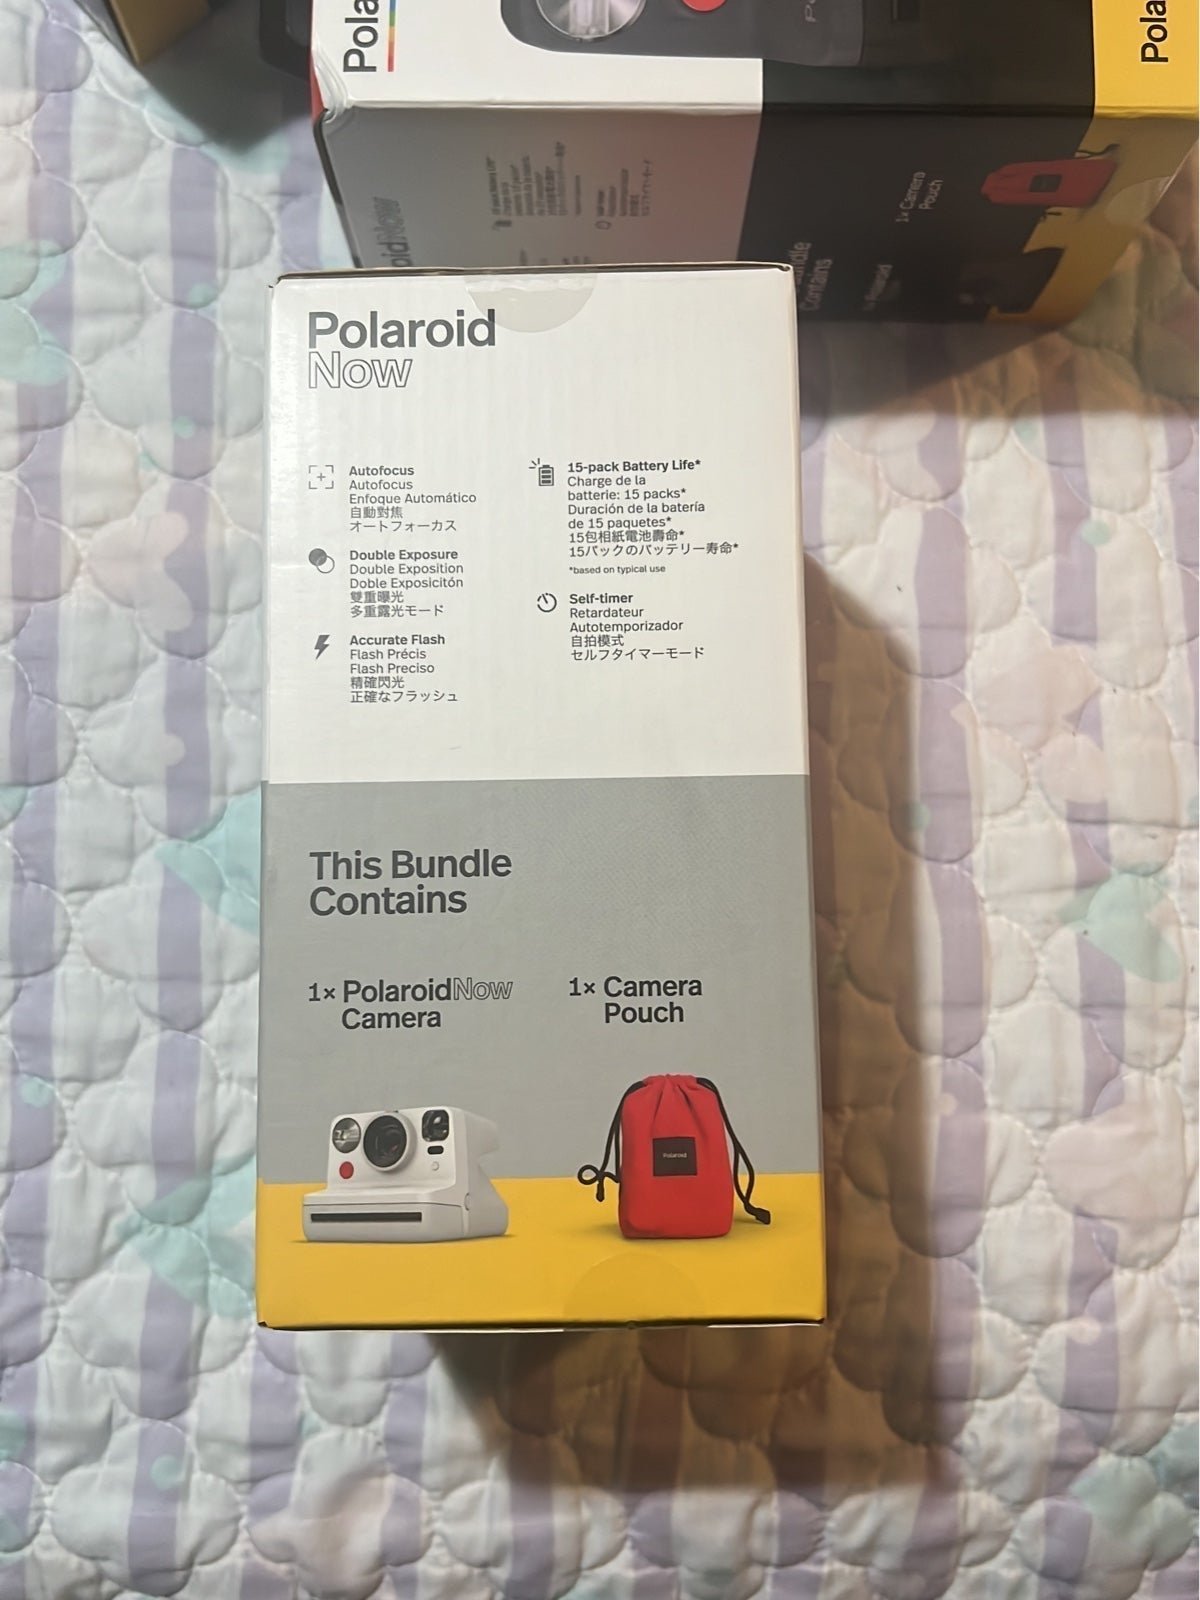 Pola
Pola
1x Camera
Pouch
Contains
Polaroid
Now
Autofocus
Autofocus
Enfoque Automático
自動對焦
オートフォーカス
Double Exposure
Double Exposition
Doble Exposicitón
雙重曝光
多重露光モード
Accurate Flash
Flash Précis
Flash Preciso
精確閃光
正確なフラッシュ
15-pack Battery Life*
Charge de la
batterie: 15 packs*
Duración de la batería
de 15 paquetes*
15包相紙電池壽命*
15パックのバッテリー寿命*
*based on typical use
Self-timer
Retardateur
Autotemporizador
自拍模式
セルフタイマーモード
This Bundle
Contains
1× PolaroidNow
Camera
1× Camera
Pouch
Polaroid